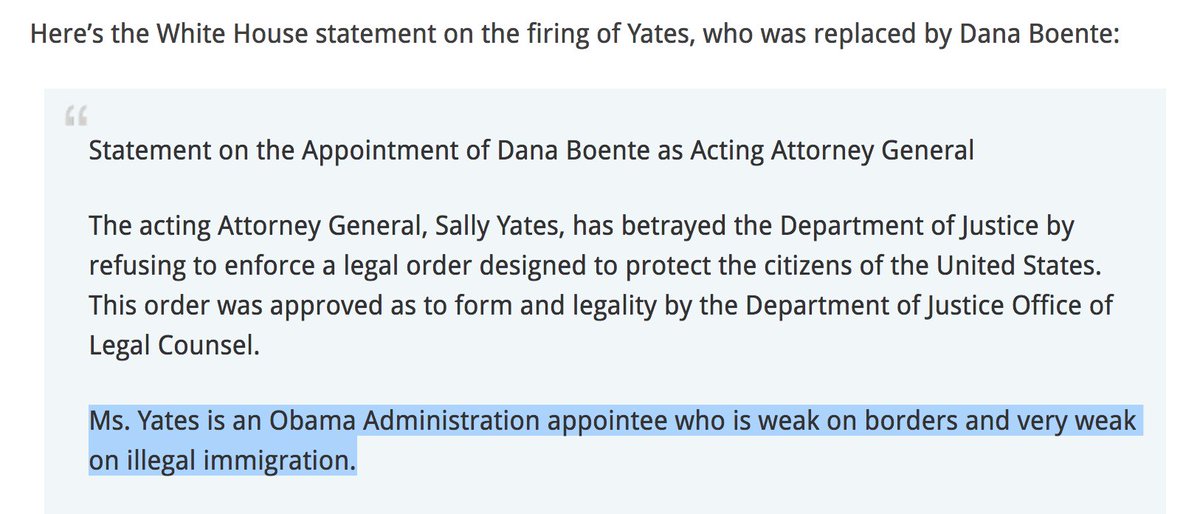 Here’s the White House statement on the firing of Yates, who was replaced by Dana Boente:
“
Statement on the Appointment of Dana Boente as Acting Attorney General
The acting Attorney General, Sally Yates, has betrayed the Department of Justice by
refusing to enforce a legal order designed to protect the citizens of the United States.
This order was approved as to form and legality by the Department of Justice Office of
Legal Counsel.
Ms. Yates is an Obama Administration appointee who is weak on borders and very weak
on illegal immigration.